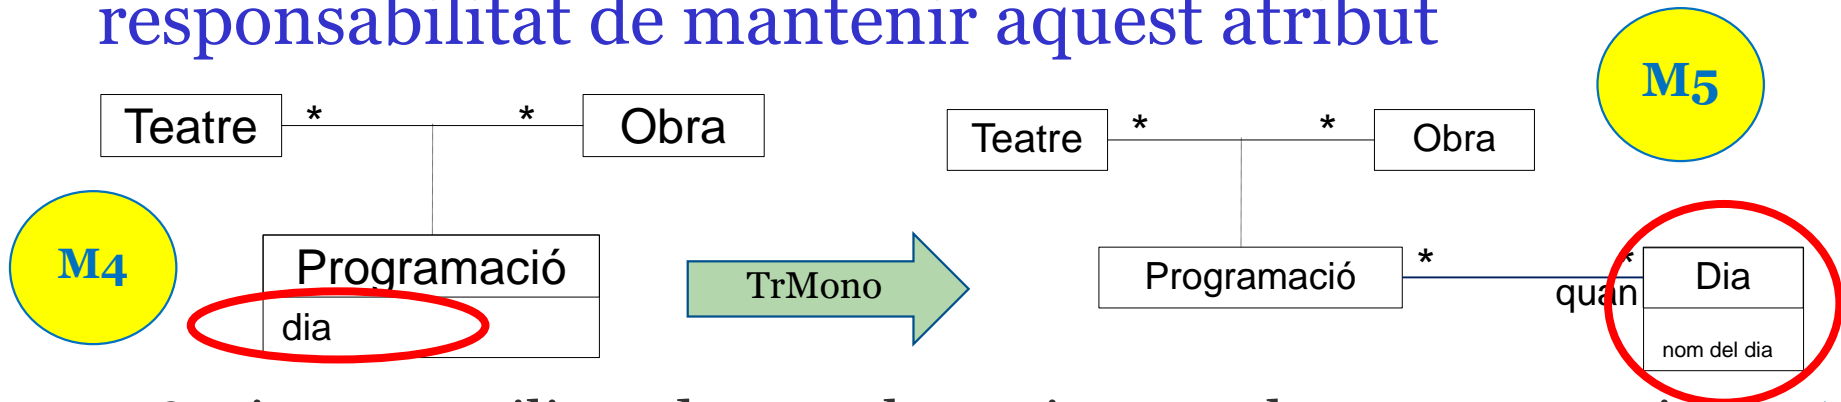 responsabilitat de mantenir aquest atribut
M5
Teatre * * Obra
Teatre * * Obra
M4
Programació
dia
TrMono
Programació * * Dia
quan
nom del dia